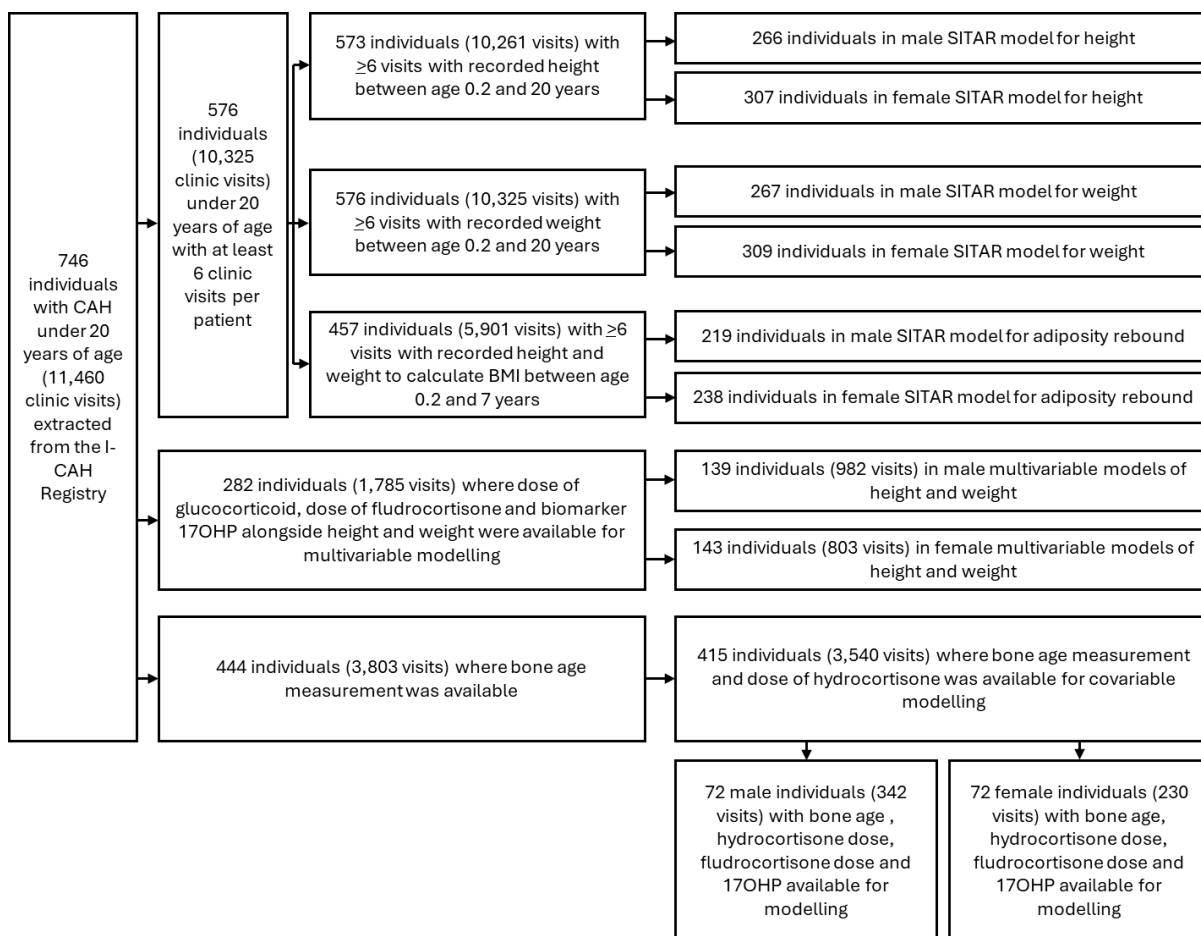 746
individuals
with CAH
under 20
years of age
(11,460
clinic visits)
extracted
from the I-
CAH
Registry
576
individuals
(10,325
clinic visits)
under 20
years of age
with at least
6 clinic
visits per
patient
573 individuals (10,261 visits) with
≥6 visits with recorded height
between age 0.2 and 20 years
266 individuals in male SITAR model for height
307 individuals in female SITAR model for height
576 individuals (10,325 visits) with
≥6 visits with recorded weight
between age 0.2 and 20 years
267 individuals in male SITAR model for weight
309 individuals in female SITAR model for weight
457 individuals (5,901 visits) with ≥6
visits with recorded height and
weight to calculate BMI between age
0.2 and 7 years
219 individuals in male SITAR model for adiposity rebound
238 individuals in female SITAR model for adiposity rebound
282 individuals (1,785 visits) where dose of
glucocorticoid, dose of fludrocortisone and biomarker
17OHP alongside height and weight were available for
multivariable modelling
139 individuals (982 visits) in male multivariable models of
height and weight
143 individuals (803 visits) in female multivariable models of
height and weight
444 individuals (3,803 visits) where bone age
measurement was available
415 individuals (3,540 visits) where bone age measurement
and dose of hydrocortisone was available for covariable
modelling
72 male individuals (342
visits) with bone age ,
hydrocortisone dose,
fludrocortisone dose and
17OHP available for
modelling
72 female individuals (230
visits) with bone age,
hydrocortisone dose,
fludrocortisone dose and
17OHP available for
modelling